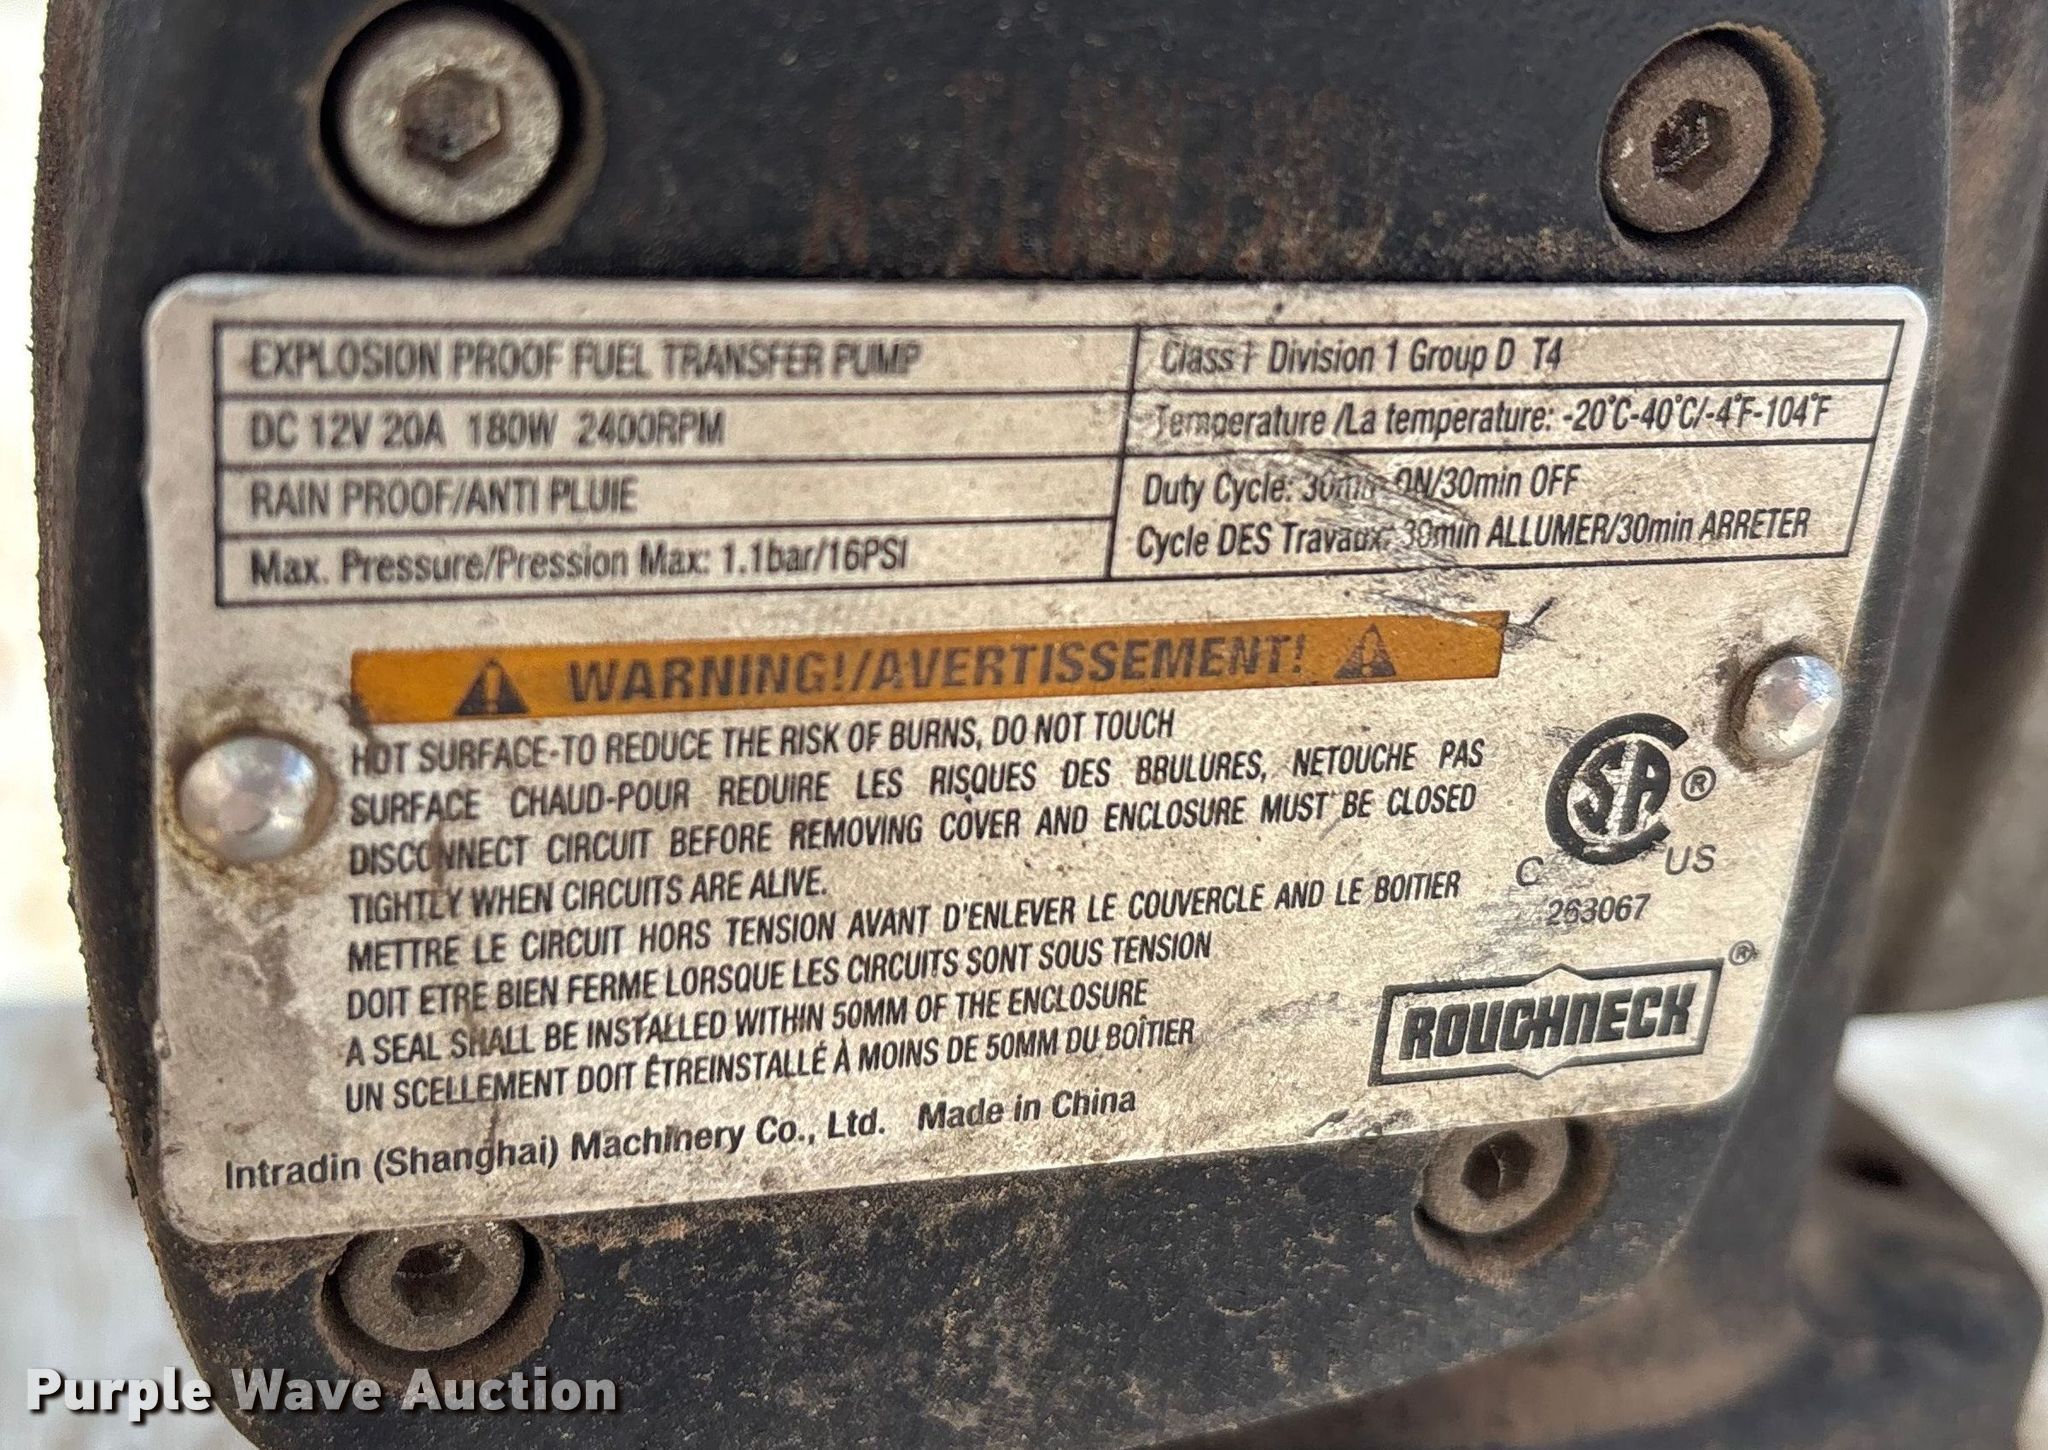 EXPLOSION PROOF FUEL TRANSFER PUMP
DC 12V 20A 180W 2400RPM
RAIN PROOF/ANTI PLUIE
Max. Pressure/Pression Max: 1.1bar/16PSI
Class I Division 1 Group D T4
Temperature /La temperature: -20°C-40°C/-4°F-104°F
Duty Cycle: 30min ON/30min OFF
Cycle DES Travaux: 30min ALLUMER/30min ARRETER
WARNING!/AVERTISSEMENT!
HOT SURFACE-TO REDUCE THE RISK OF BURNS, DO NOT TOUCH
SURFACE CHAUD-POUR REDUIRE LES RISQUES DES BRULURES, NETOUCHE PAS
DISCONNECT CIRCUIT BEFORE REMOVING COVER AND ENCLOSURE MUST BE CLOSED
TIGHTLY WHEN CIRCUITS ARE ALIVE.
METTRE LE CIRCUIT HORS TENSION AVANT D'ENLEVER LE COUVERCLE AND LE BOITIER
DOIT ETRE BIEN FERME LORSQUE LES CIRCUITS SONT SOUS TENSION
A SEAL SHALL BE INSTALLED WITHIN 50MM OF THE ENCLOSURE
UN SCELLEMENT DOIT ÊTREINSTALLÉ À MOINS DE 50MM DU BOÎTIER
Intradin (Shanghai) Machinery Co., Ltd. Made in China
CSA ®
C US
263067
ROUGHNECK ®
Purple Wave Auction